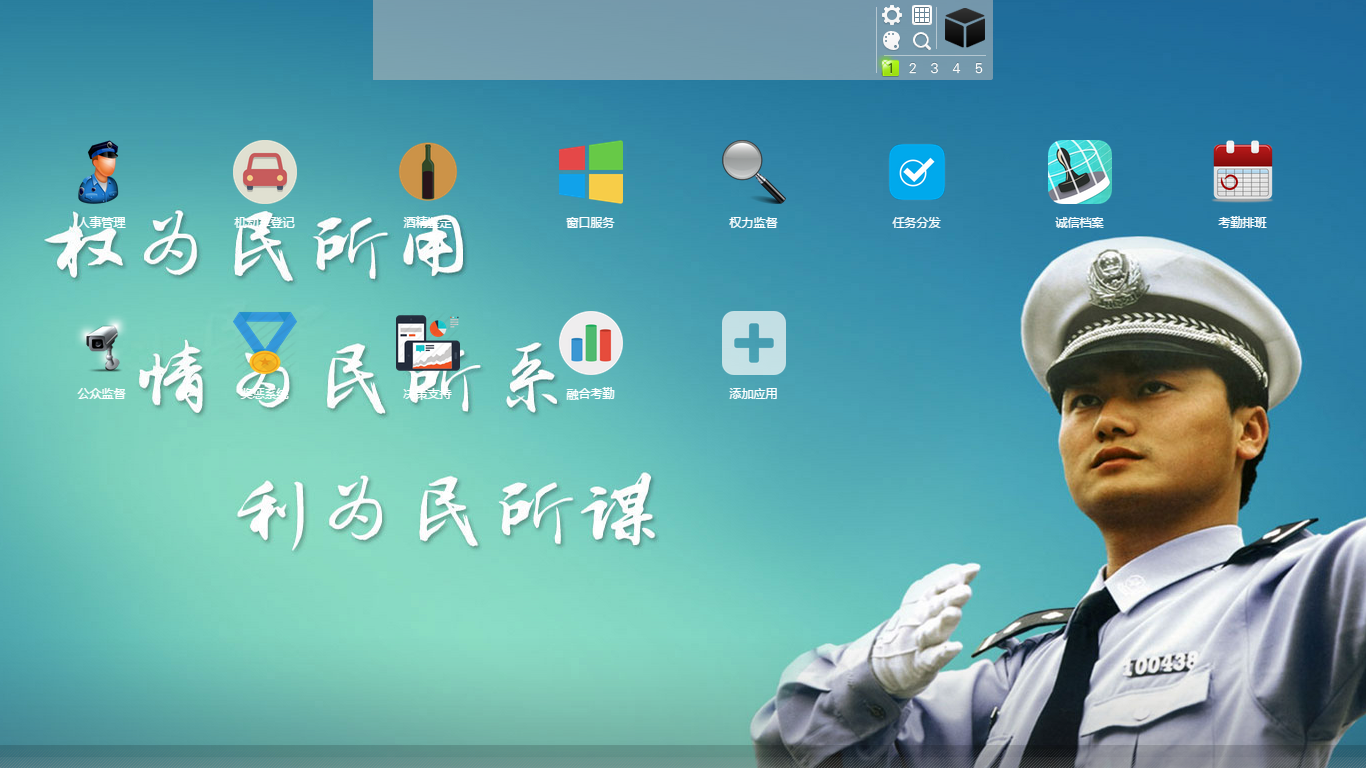 1 2 3 4 5
人事管理 机动车登记 酒精鉴定 窗口服务 权力监督 任务分发 诚信档案 考勤排班
权为民所用
公众监督 奖惩系统 决策支持 融合考勤 添加应用
情为民所系
利为民所谋
100438